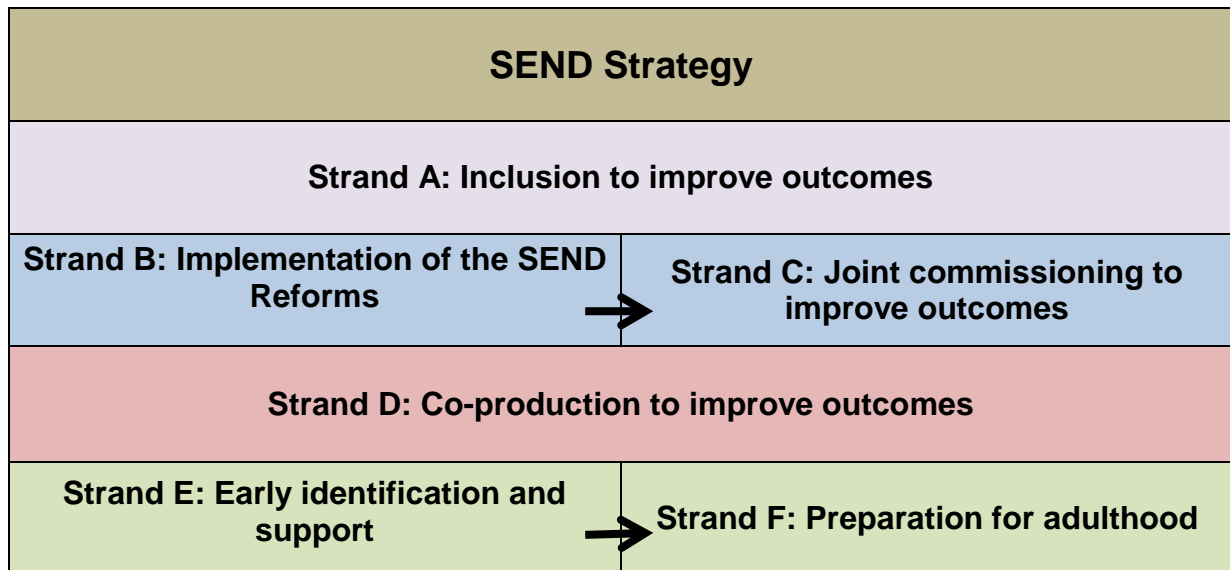 SEND Strategy
Strand A: Inclusion to improve outcomes
Strand B: Implementation of the SEND
Reforms
Strand C: Joint commissioning to
improve outcomes
Strand D: Co-production to improve outcomes
Strand E: Early identification and
support
Strand F: Preparation for adulthood